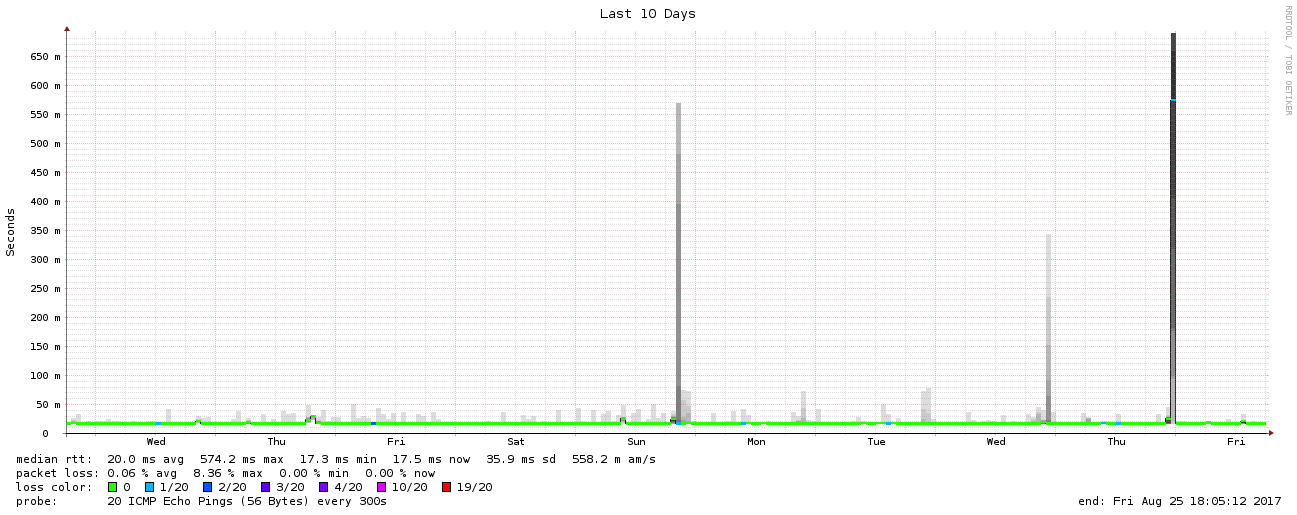 Last 10 Days
RRDTOOL / TOBI OETIKER
Seconds
650 m
600 m
550 m
500 m
450 m
400 m
350 m
300 m
250 m
200 m
150 m
100 m
50 m
0
Wed Thu Fri Sat Sun Mon Tue Wed Thu Fri
median rtt: 20.0 ms avg 574.2 ms max 17.3 ms min 17.5 ms now 35.9 ms sd 558.2 m am/s
packet loss: 0.06 % avg 8.36 % max 0.00 % min 0.00 % now
loss color: 0 1/20 2/20 3/20 4/20 10/20 19/20
probe: 20 ICMP Echo Pings (56 Bytes) every 300s end: Fri Aug 25 18:05:12 2017